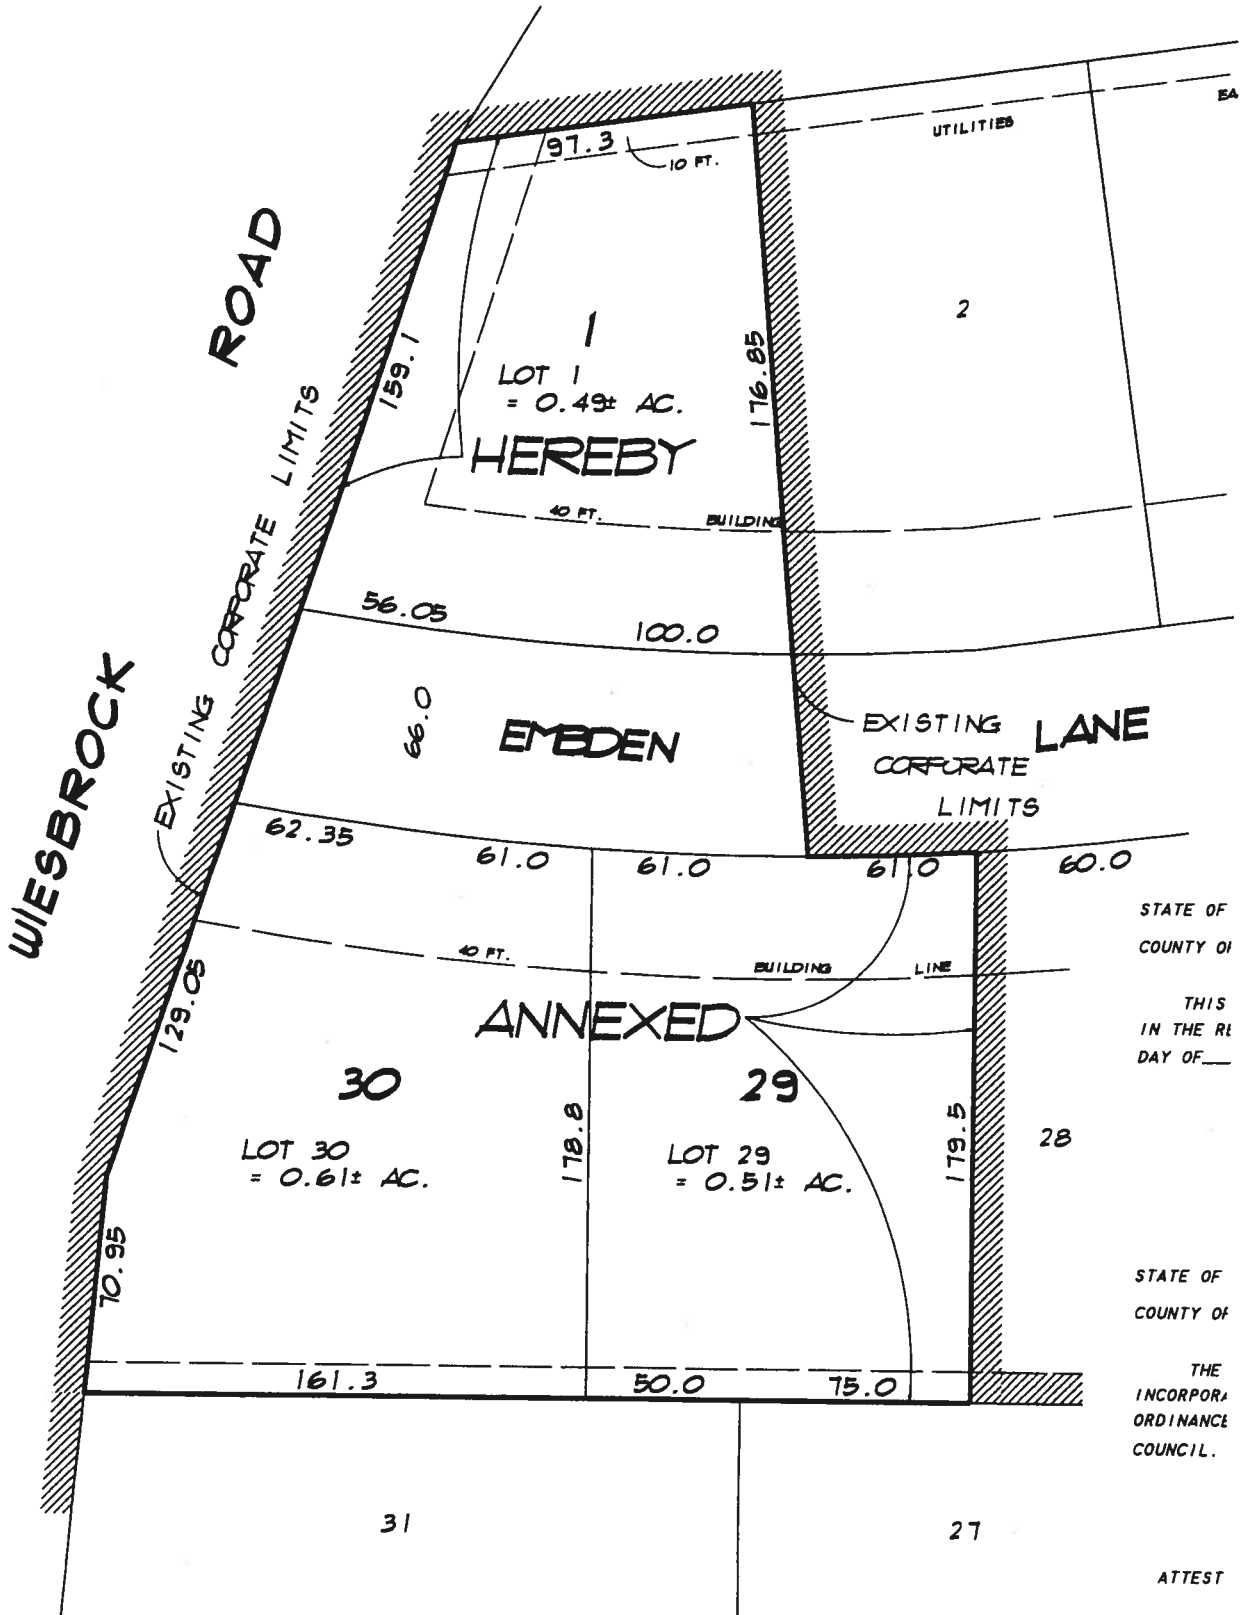 97.3
10 FT.
UTILITIES
EA
ROAD
159.1
1
2
LOT 1
= 0.49± AC.
176.85
HEREBY
EXISTING CORPORATE LIMITS
40 FT.
BUILDING
56.05
100.0
66.0
EMBDEN
EXISTING
CORPORATE
LIMITS
LANE
WIESBROCK
62.35
61.0
61.0
61.0
60.0
STATE OF
COUNTY OF
40 FT.
BUILDING
LINE
129.05
ANNEXED
THIS
IN THE RE
DAY OF
30
29
178.8
179.5
28
LOT 30
= 0.61± AC.
LOT 29
= 0.51± AC.
70.95
STATE OF
COUNTY OF
161.3
50.0
75.0
THE
INCORPORA
ORDINANCE
COUNCIL.
31
27
ATTEST